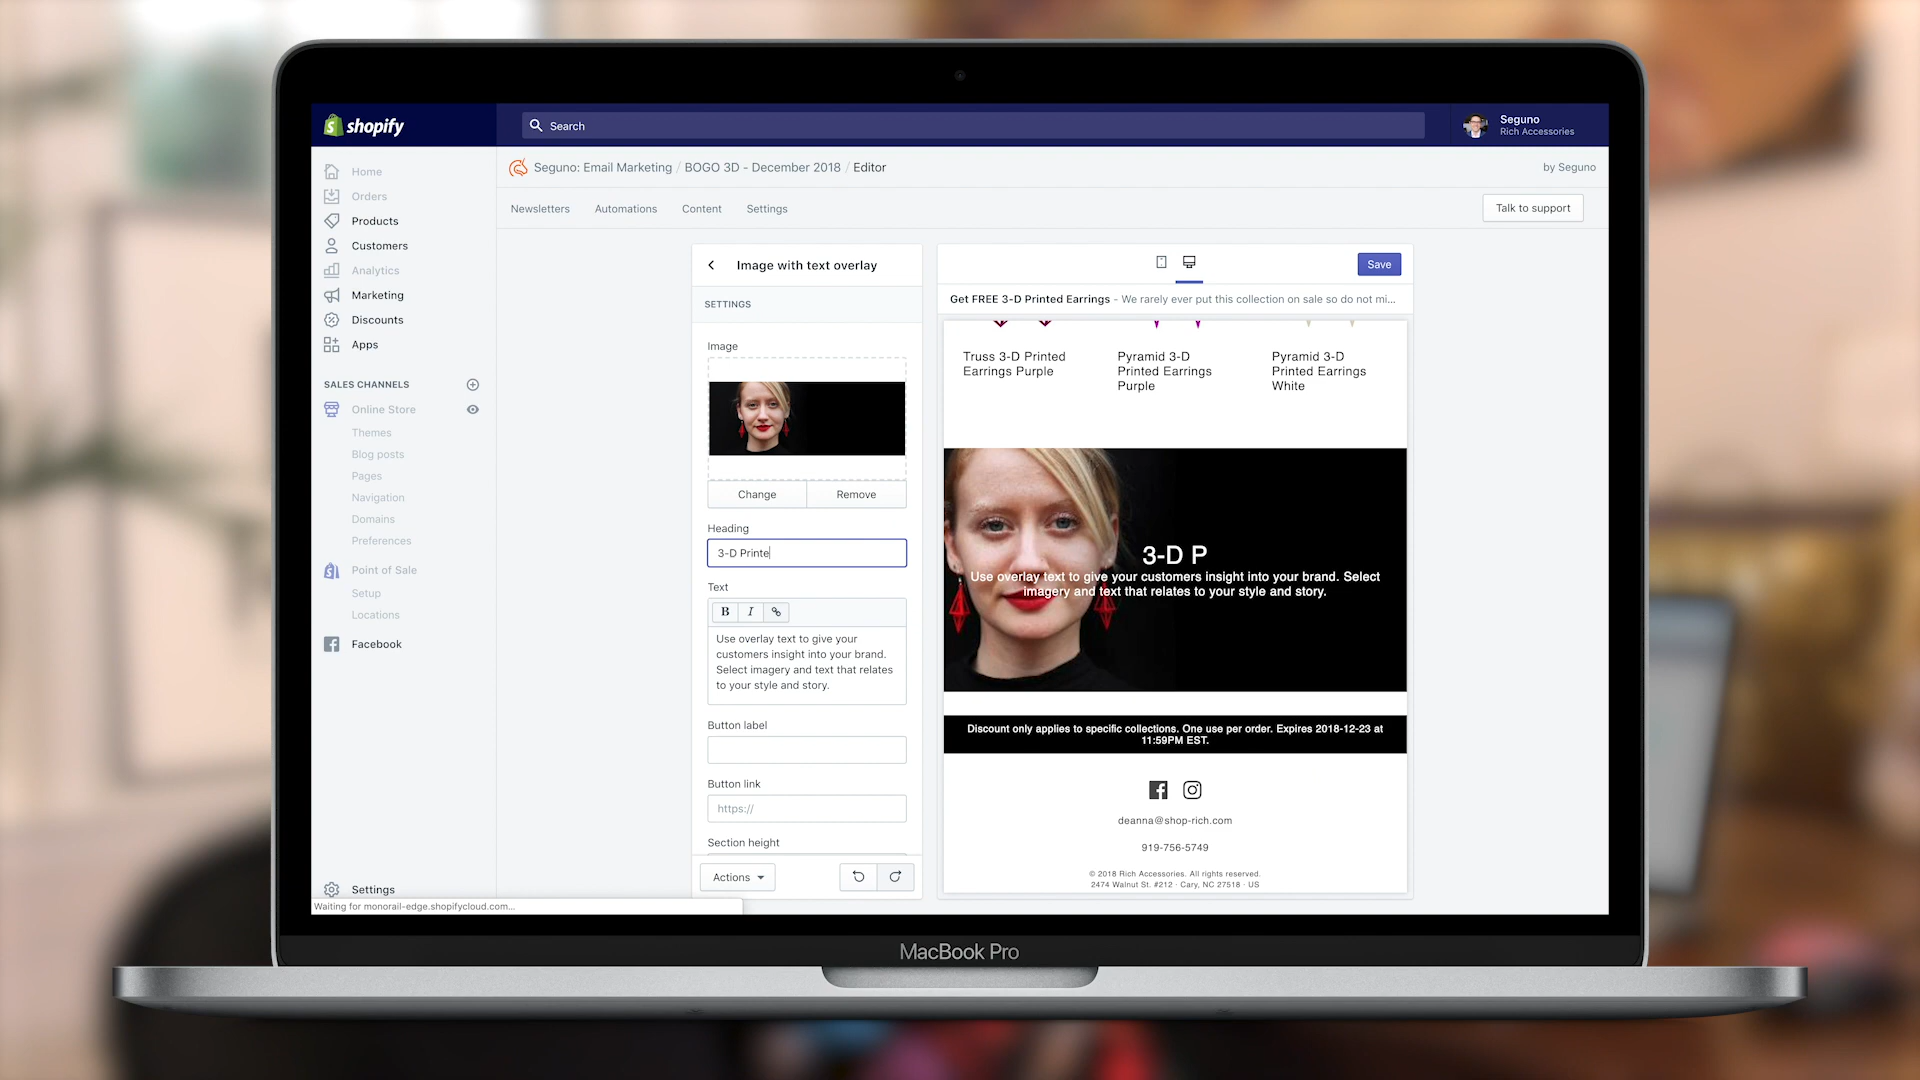 shopify
Search
Seguno
Rich Accessories
Home
Orders
Products
Customers
Analytics
Marketing
Discounts
Apps
SALES CHANNELS
Online Store
Themes
Blog posts
Pages
Navigation
Domains
Preferences
Point of Sale
Setup
Locations
Facebook
Settings
Waiting for monorail-edge.shopifycloud.com...
Seguno: Email Marketing / BOGO 3D - December 2018 / Editor
by Seguno
Newsletters Automations Content Settings
Talk to support
Image with text overlay
SETTINGS
Image
Change Remove
Heading
3-D Printe
Text
B I
Use overlay text to give your
customers insight into your brand.
Select imagery and text that relates
to your style and story.
Button label
Button link
https://
Section height
Actions
Save
Get FREE 3-D Printed Earrings - We rarely ever put this collection on sale so do not mi...
Truss 3-D Printed
Earrings Purple
Pyramid 3-D
Printed Earrings
Purple
Pyramid 3-D
Printed Earrings
White
3-D P
Use overlay text to give your customers insight into your brand. Select
imagery and text that relates to your style and story.
Discount only applies to specific collections. One use per order. Expires 2018-12-23 at
11:59PM EST.
deanna@shop-rich.com
919-756-5749
© 2018 Rich Accessories. All rights reserved.
2474 Walnut St. #212 · Cary, NC 27518 · US
MacBook Pro